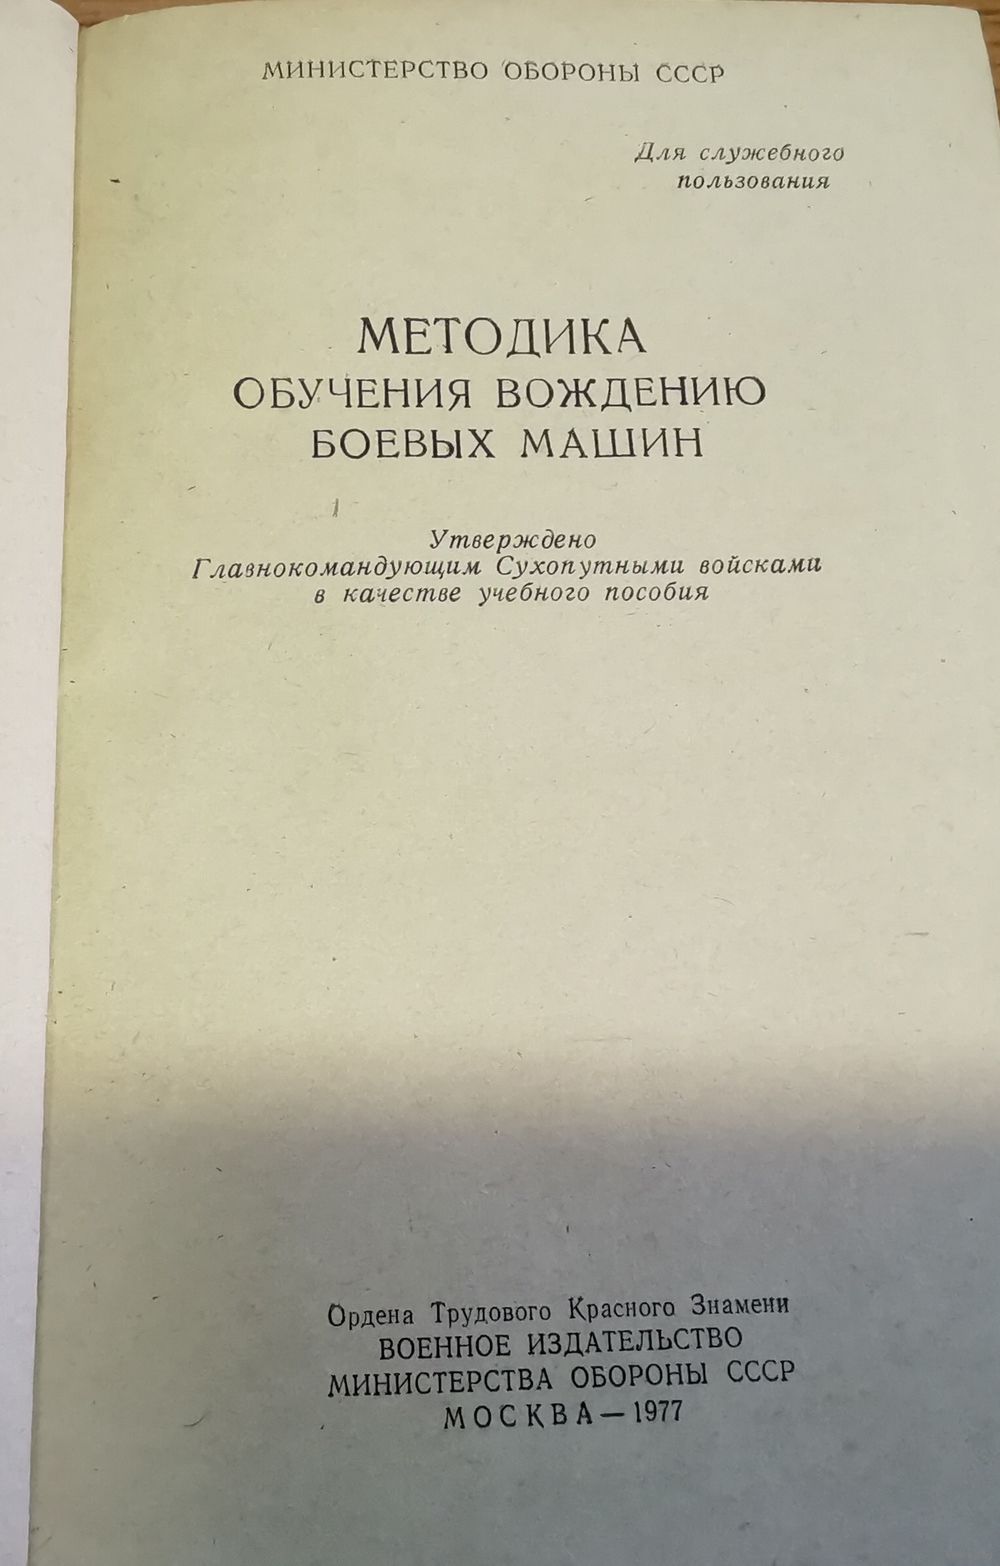 МИНИСТЕРСТВО ОБОРОНЫ СССР
Для служебного
пользования
МЕТОДИКА
ОБУЧЕНИЯ ВОЖДЕНИЮ
БОЕВЫХ МАШИН
Утверждено
Главнокомандующим Сухопутными войсками
в качестве учебного пособия
Ордена Трудового Красного Знамени
ВОЕННОЕ ИЗДАТЕЛЬСТВО
МИНИСТЕРСТВА ОБОРОНЫ СССР
МОСКВА — 1977